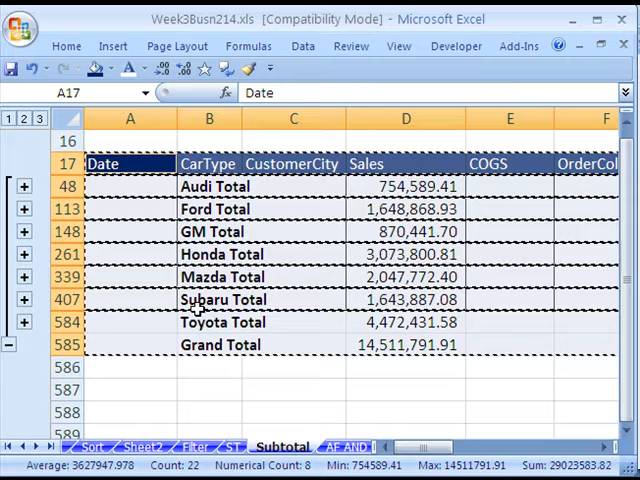 Week3Busn214.xls [Compatibility Mode] - Microsoft Excel
Home Insert Page Layout Formulas Data Review View Developer Add-Ins
A17 fx Date
1 2 3 A B C D E F
16
17 Date CarType CustomerCity Sales COGS OrderCol
48 Audi Total 754,589.41
113 Ford Total 1,648,868.93
148 GM Total 870,441.70
261 Honda Total 3,073,800.81
339 Mazda Total 2,047,772.40
407 Subaru Total 1,643,887.08
584 Toyota Total 4,472,431.58
585 Grand Total 14,511,791.91
586
587
588
589
Sort Sheet2 Filter ST Subtotal AF_AND
Average: 3627947.978 Count: 22 Numerical Count: 8 Min: 754589.41 Max: 14511791.91 Sum: 29023583.82